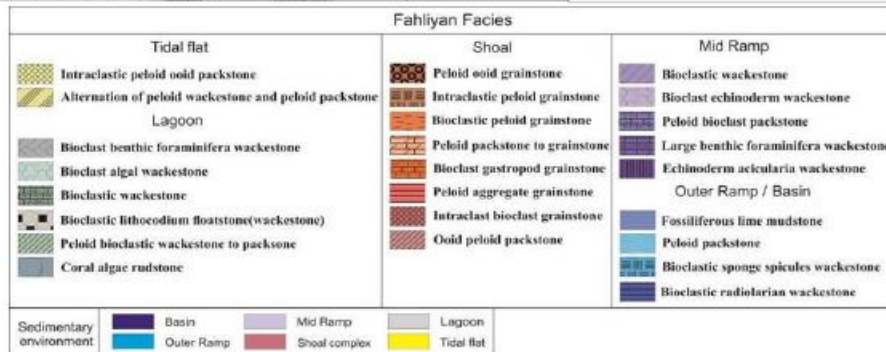 Fahliyan Facies
Tidal flat
Intraclastic peloid ooid packstone
Alternation of peloid wackestone and peloid packstone
Lagoon
Bioclast benthic foraminifera wackestone
Bioclast algal wackestone
Bioclastic wackestone
Bioclastic lithocodium floatstone(wackestone)
Peloid bioclastic wackestone to packsone
Coral algae rudstone
Shoal
Peloid ooid grainstone
Intraclastic peloid grainstone
Bioclastic peloid grainstone
Peloid packstone to grainstone
Bioclast gastropod grainstone
Peloid aggregate grainstone
Intraclast bioclast grainstone
Ooid peloid packstone
Mid Ramp
Bioclastic wackestone
Bioclast echinoderm wackestone
Peloid bioclast packstone
Large benthic foraminifera wackestone
Echinoderm acicularia wackestone
Outer Ramp / Basin
Fossiliferous lime mudstone
Peloid packstone
Bioclastic sponge spicules wackestone
Bioclastic radiolarian wackestone
Sedimentary
environment
Basin
Mid Ramp
Lagoon
Outer Ramp
Shoal complex
Tidal flat